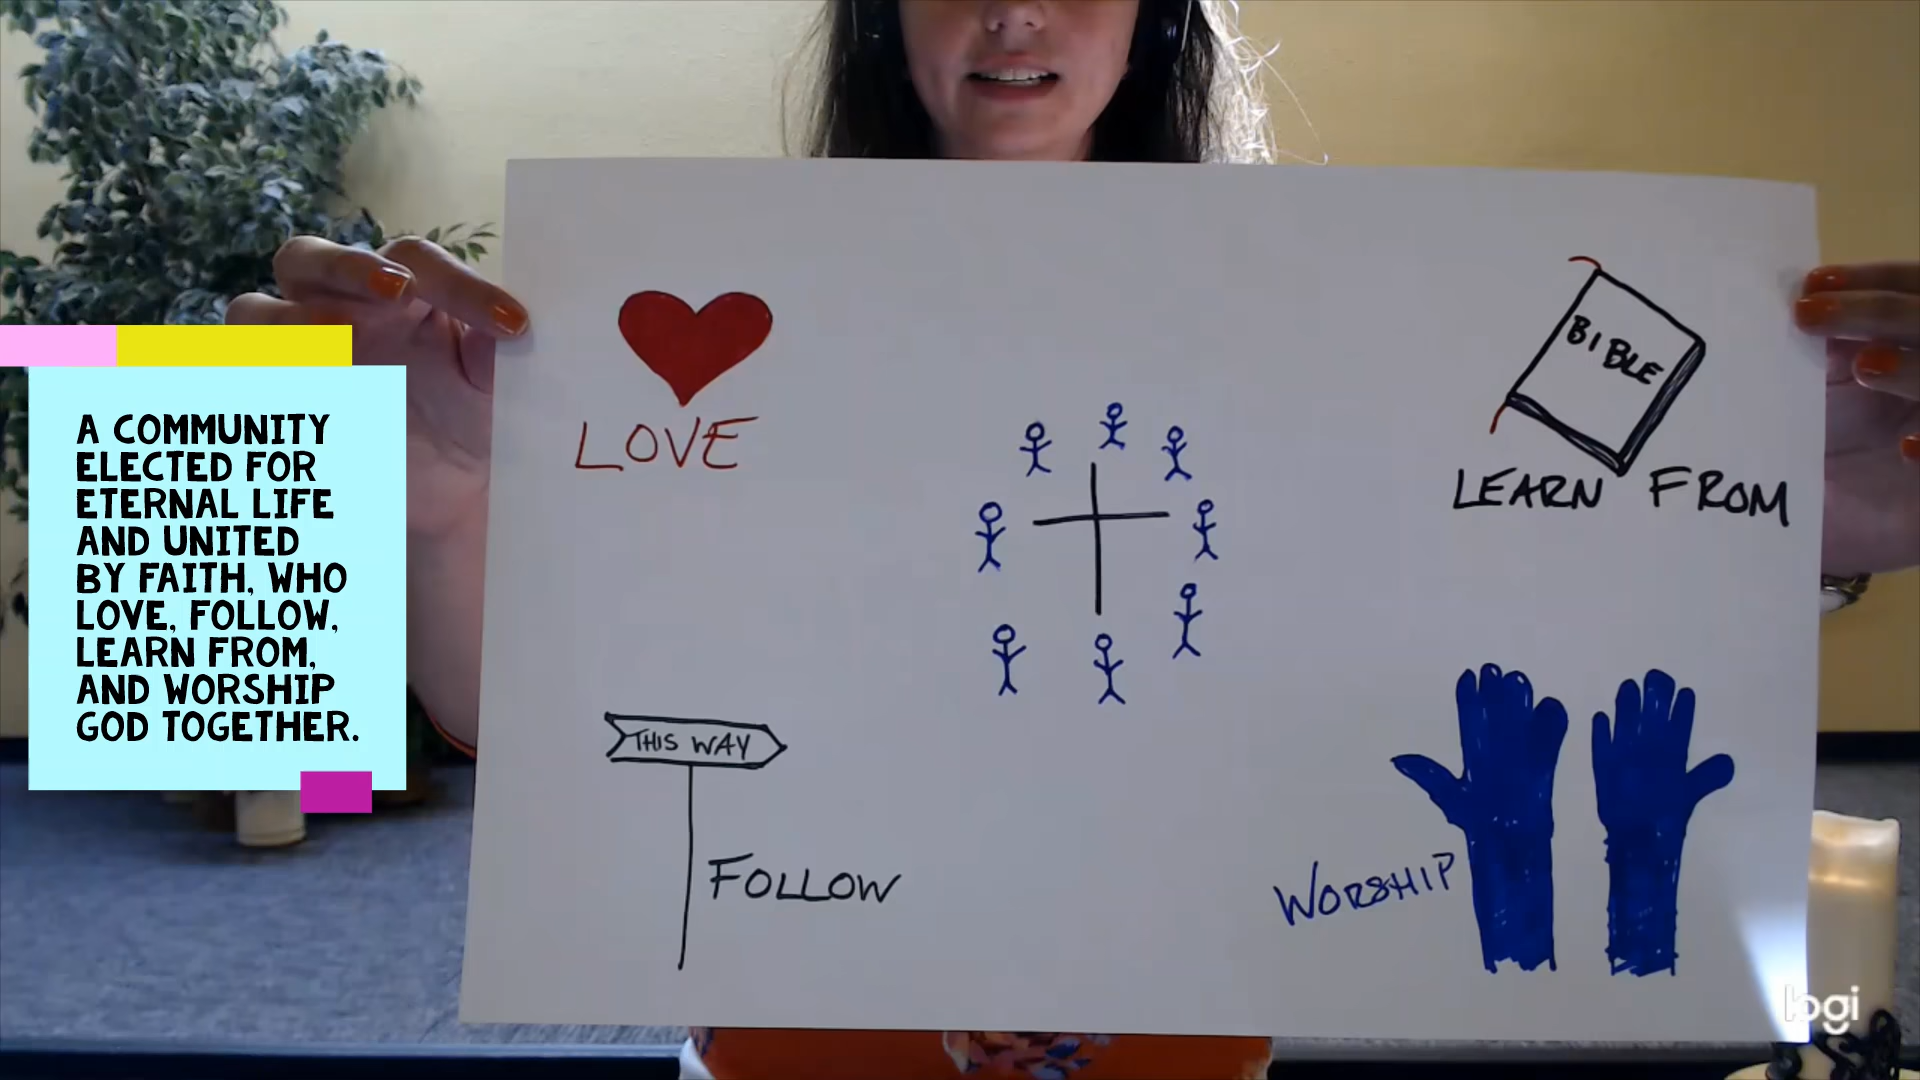 A COMMUNITY
ELECTED FOR
ETERNAL LIFE
AND UNITED
BY FAITH, WHO
LOVE, FOLLOW,
LEARN FROM,
AND WORSHIP
GOD TOGETHER.
LOVE
BIBLE
LEARN FROM
THIS WAY
FOLLOW
WORSHIP
logi